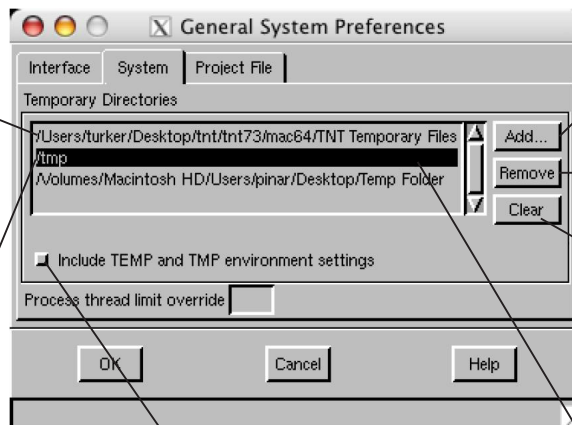 General System Preferences
Interface System Project File
Temporary Directories
/Users/turker/Desktop/tnt/tnt73/mac64/TNT Temporary Files
/tmp
/Volumes/Macintosh HD/Users/pinar/Desktop/Temp Folder
Add...
Remove
Clear
Include TEMP and TMP environment settings
Process thread limit override
OK Cancel Help